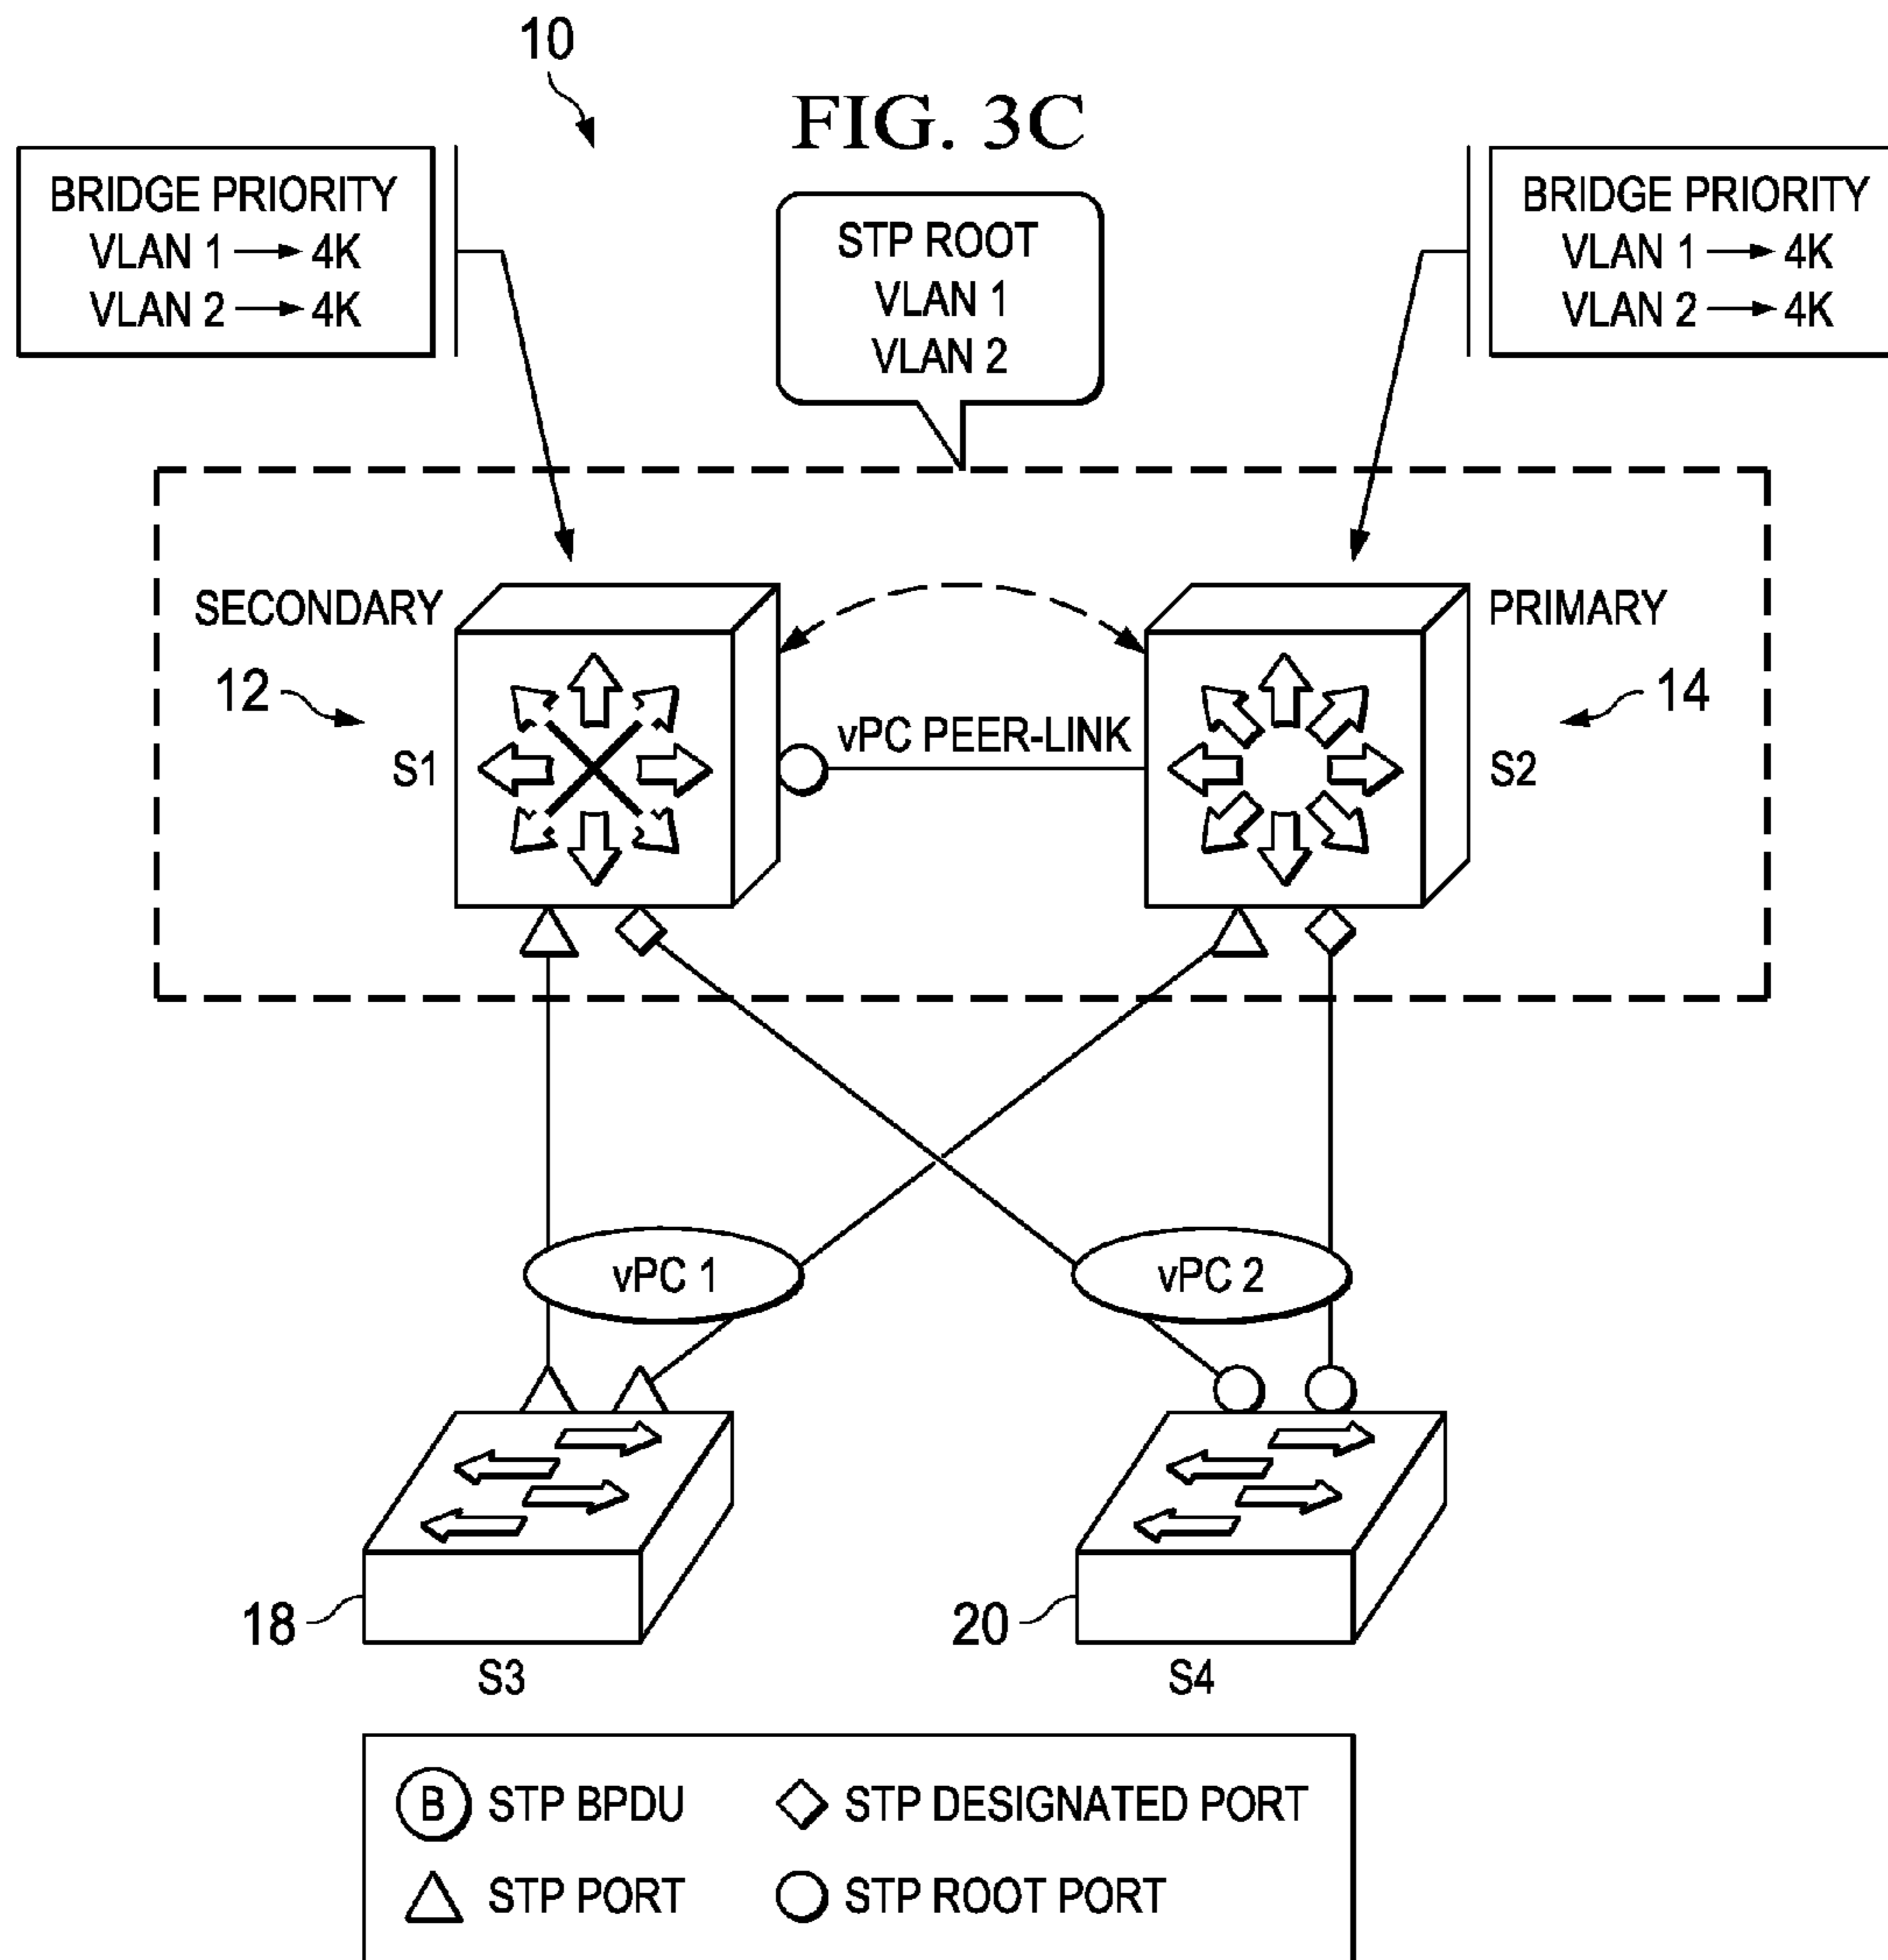 10
FIG. 3C
BRIDGE PRIORITY
VLAN 1 → 4K
VLAN 2 → 4K
STP ROOT
VLAN 1
VLAN 2
BRIDGE PRIORITY
VLAN 1 → 4K
VLAN 2 → 4K
SECONDARY
PRIMARY
12
14
vPC PEER-LINK
S1
S2
vPC 1
vPC 2
18
20
S3
S4
B STP BPDU
STP DESIGNATED PORT
STP PORT
STP ROOT PORT